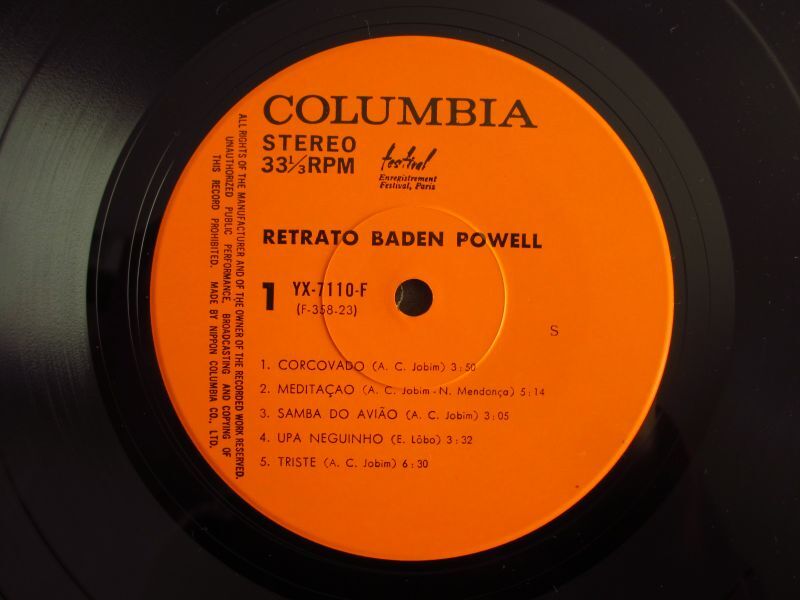 COLUMBIA
STEREO
33⅓RPM
festival
Enregistrement
Festival, Paris
RETRATO BADEN POWELL
1 YX-7110-F
(F-358-23)
S
1. CORCOVADO (A. C. Jobim) 3:50
2. MEDITAÇAO (A. C. Jobim-N. Mendonça) 5:14
3. SAMBA DO AVIÃO (A. C. Jobim) 3:05
4. UPA NEGUINHO (E. Lôbo) 3:32
5. TRISTE (A. C. Jobim) 6:30
ALL RIGHTS OF THE MANUFACTURER AND OF THE OWNER OF THE RECORDED WORK RESERVED.
UNAUTHORIZED PUBLIC PERFORMANCE, BROADCASTING AND COPYING OF
THIS RECORD PROHIBITED. MADE BY NIPPON COLUMBIA CO., LTD.